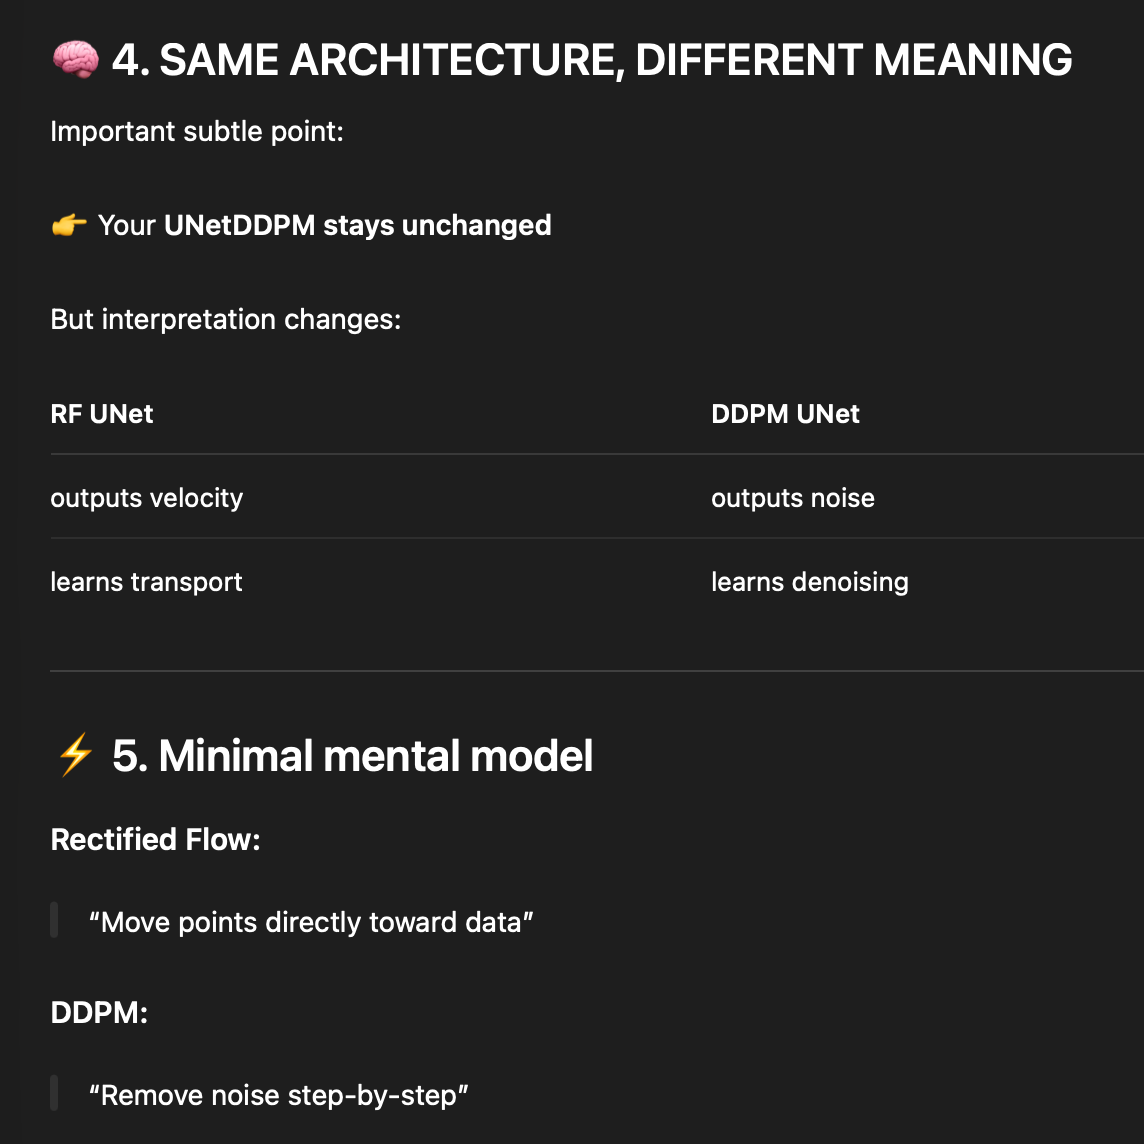 🧠 4. SAME ARCHITECTURE, DIFFERENT MEANING
Important subtle point:
👉 Your UNetDDPM stays unchanged
But interpretation changes:
RF UNet DDPM UNet
outputs velocity outputs noise
learns transport learns denoising
⚡ 5. Minimal mental model
Rectified Flow:
“Move points directly toward data”
DDPM:
“Remove noise step-by-step”